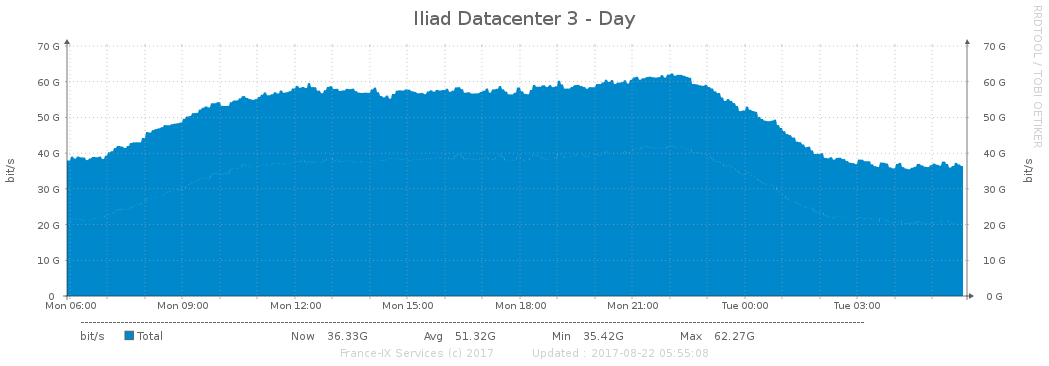 Iliad Datacenter 3 - Day
RRDTOOL / TOBI OETIKER
bit/s
70 G 70 G
60 G 60 G
50 G 50 G
40 G 40 G
30 G 30 G
20 G 20 G
10 G 10 G
0 0 G
bit/s
Mon 06:00 Mon 09:00 Mon 12:00 Mon 15:00 Mon 18:00 Mon 21:00 Tue 00:00 Tue 03:00
bit/s Total Now 36.33G Avg 51.32G Min 35.42G Max 62.27G
France-IX Services (c) 2017 Updated : 2017-08-22 05:55:08